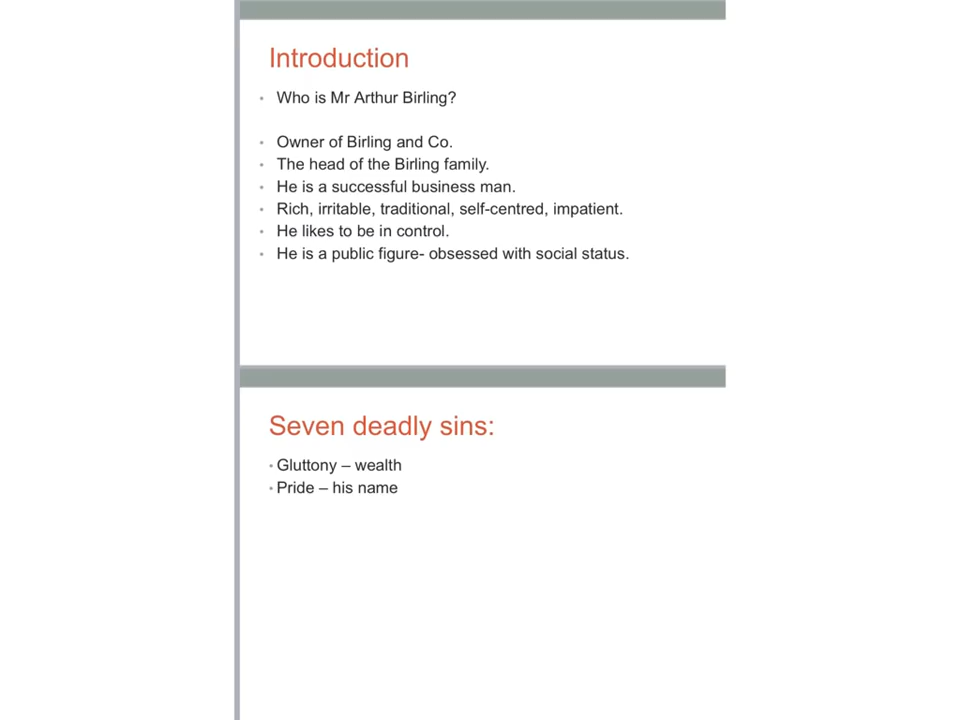 Introduction
• Who is Mr Arthur Birling?
• Owner of Birling and Co.
• The head of the Birling family.
• He is a successful business man.
• Rich, irritable, traditional, self-centred, impatient.
• He likes to be in control.
• He is a public figure- obsessed with social status.
Seven deadly sins:
• Gluttony – wealth
• Pride – his name